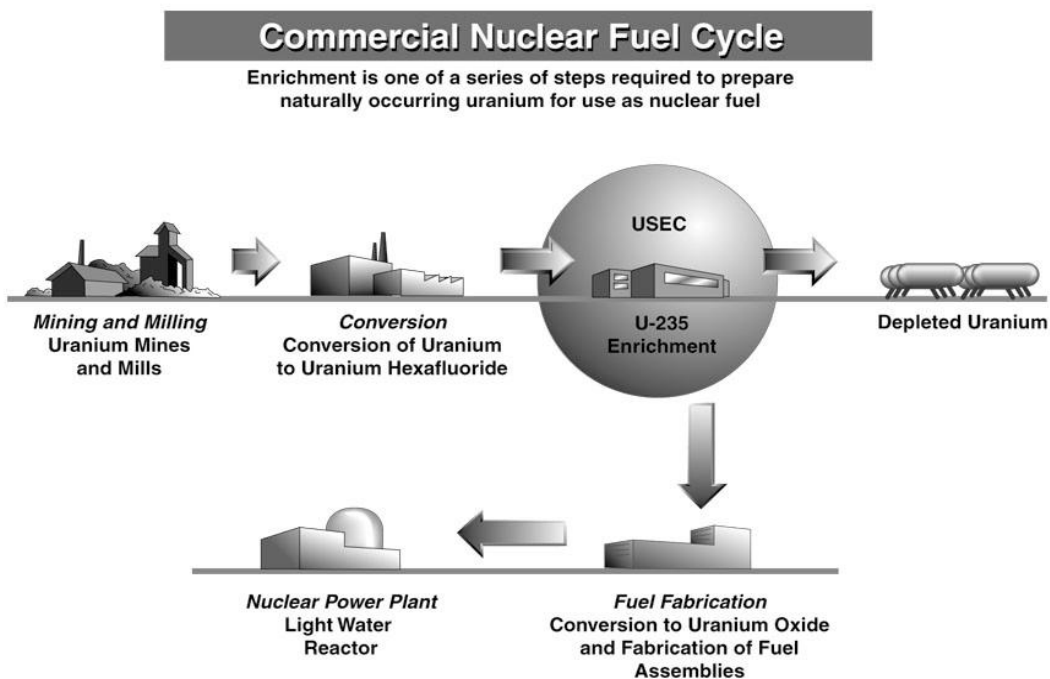 Commercial Nuclear Fuel Cycle
Enrichment is one of a series of steps required to prepare
naturally occurring uranium for use as nuclear fuel
Mining and Milling
Uranium Mines
and Mills
Conversion
Conversion of Uranium
to Uranium Hexafluoride
USEC
U-235
Enrichment
Depleted Uranium
Nuclear Power Plant
Light Water
Reactor
Fuel Fabrication
Conversion to Uranium Oxide
and Fabrication of Fuel
Assemblies